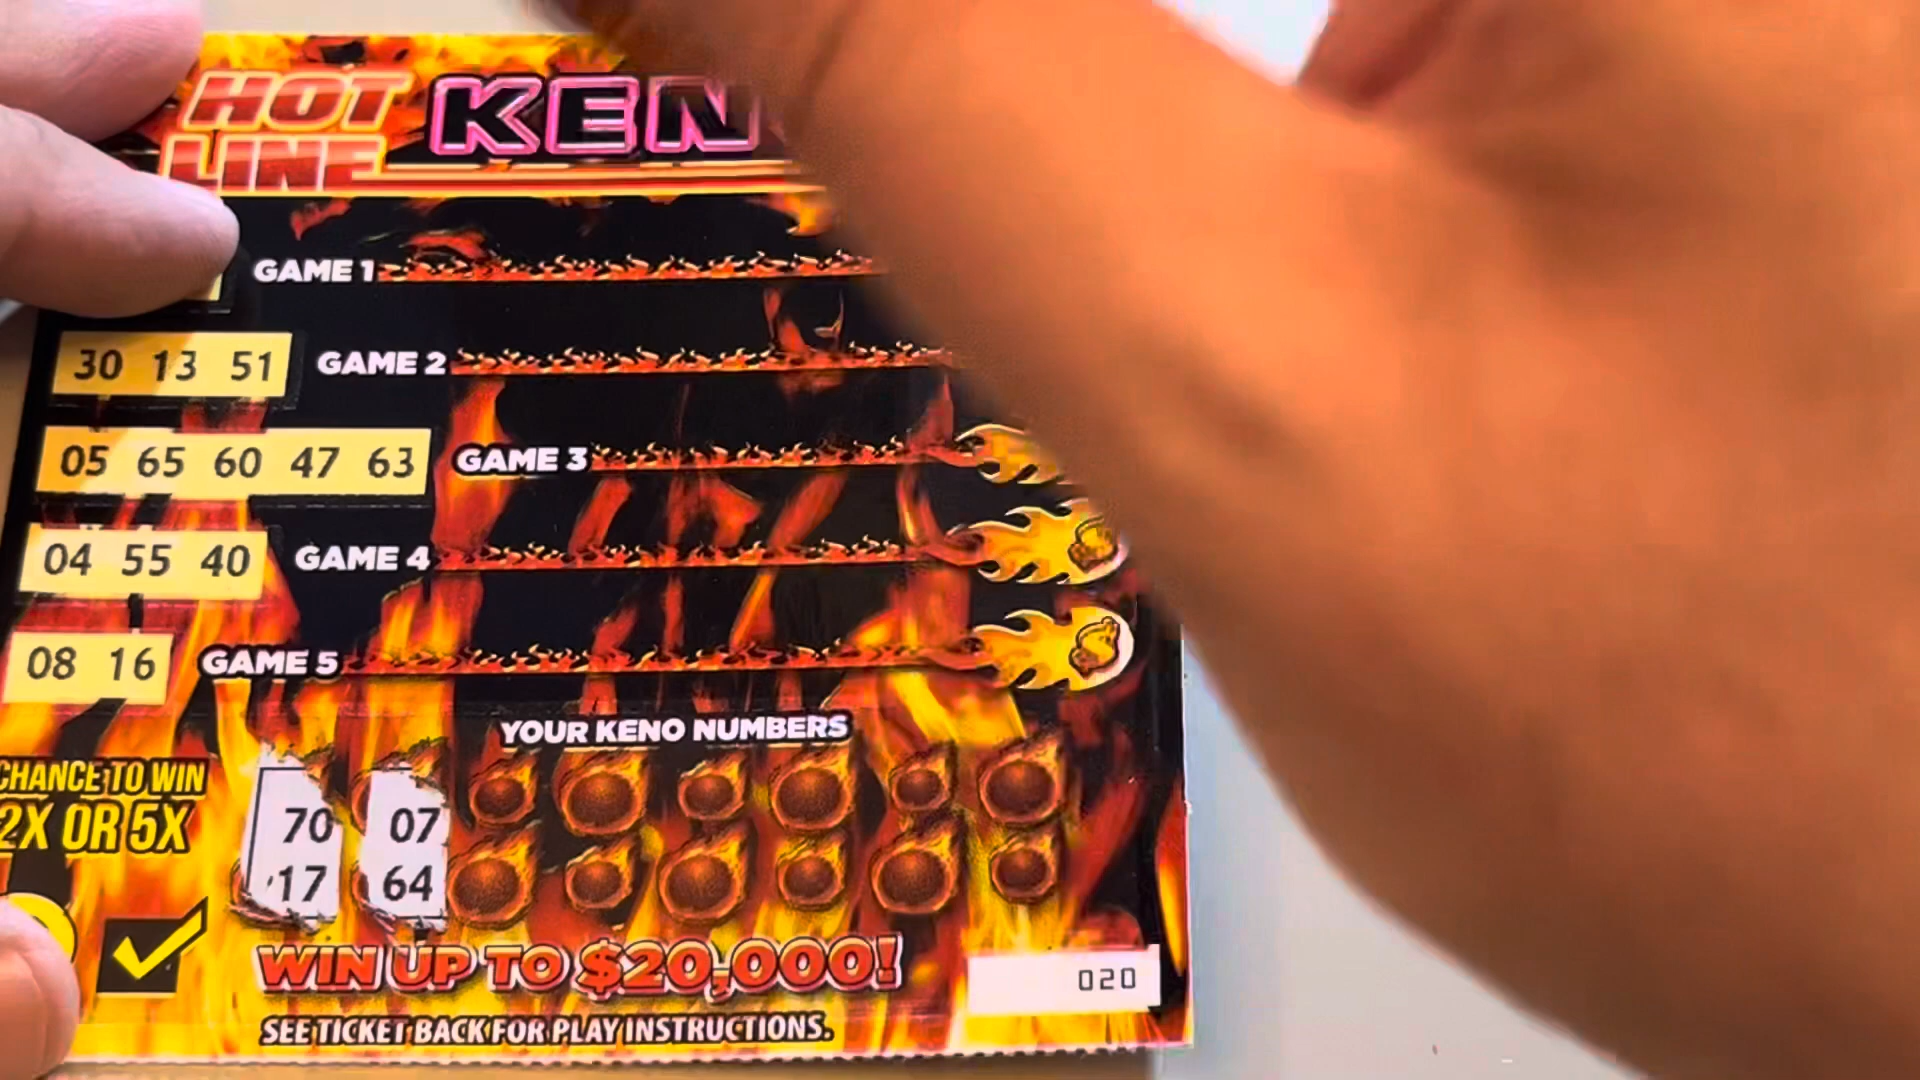 HOT
LINE
KEN
GAME 1
30 13 51 GAME 2
05 65 60 47 63 GAME 3
04 55 40 GAME 4
08 16 GAME 5
YOUR KENO NUMBERS
CHANCE TO WIN
2X OR 5X
70 07
17 64
WIN UP TO $20,000!
020
SEE TICKET BACK FOR PLAY INSTRUCTIONS.